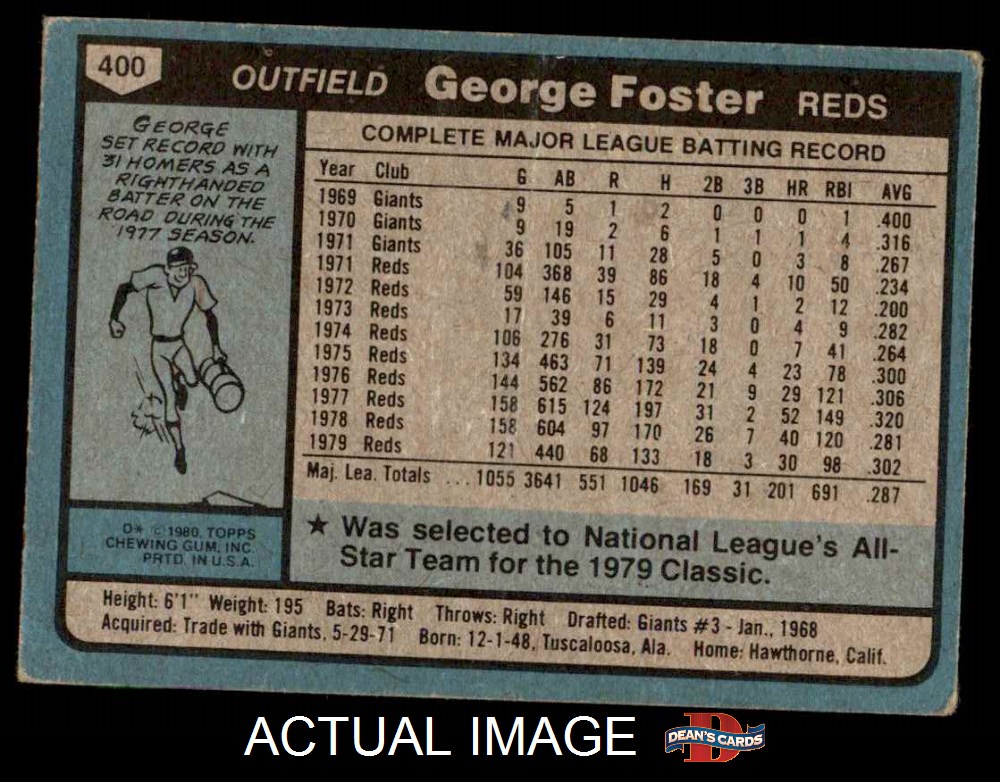 400
OUTFIELD George Foster REDS
GEORGE
SET RECORD WITH
31 HOMERS AS A
RIGHTHANDED
BATTER ON THE
ROAD DURING THE
1977 SEASON.
COMPLETE MAJOR LEAGUE BATTING RECORD
Year Club G AB R H 2B 3B HR RBI AVG
1969 Giants 9 5 1 2 0 0 0 1 .400
1970 Giants 9 19 2 6 1 1 1 4 .316
1971 Giants 36 105 11 28 5 0 3 8 .267
1971 Reds 104 368 39 86 18 4 10 50 .234
1972 Reds 59 146 15 29 4 1 2 12 .200
1973 Reds 17 39 6 11 3 0 4 9 .282
1974 Reds 106 276 31 73 18 0 7 41 .264
1975 Reds 134 463 71 139 24 4 23 78 .300
1976 Reds 144 562 86 172 21 9 29 121 .306
1977 Reds 158 615 124 197 31 2 52 149 .320
1978 Reds 158 604 97 170 26 7 40 120 .281
1979 Reds 121 440 68 133 18 3 30 98 .302
Maj. Lea. Totals ... 1055 3641 551 1046 169 31 201 691 .287
★ Was selected to National League's All-
Star Team for the 1979 Classic.
D* © 1980, TOPPS
CHEWING GUM, INC.
PRTD. IN U.S.A.
Height: 6'1" Weight: 195 Bats: Right Throws: Right Drafted: Giants #3 - Jan., 1968
Acquired: Trade with Giants, 5-29-71 Born: 12-1-48, Tuscaloosa, Ala. Home: Hawthorne, Calif.
ACTUAL IMAGE
D
DEAN'S CARDS